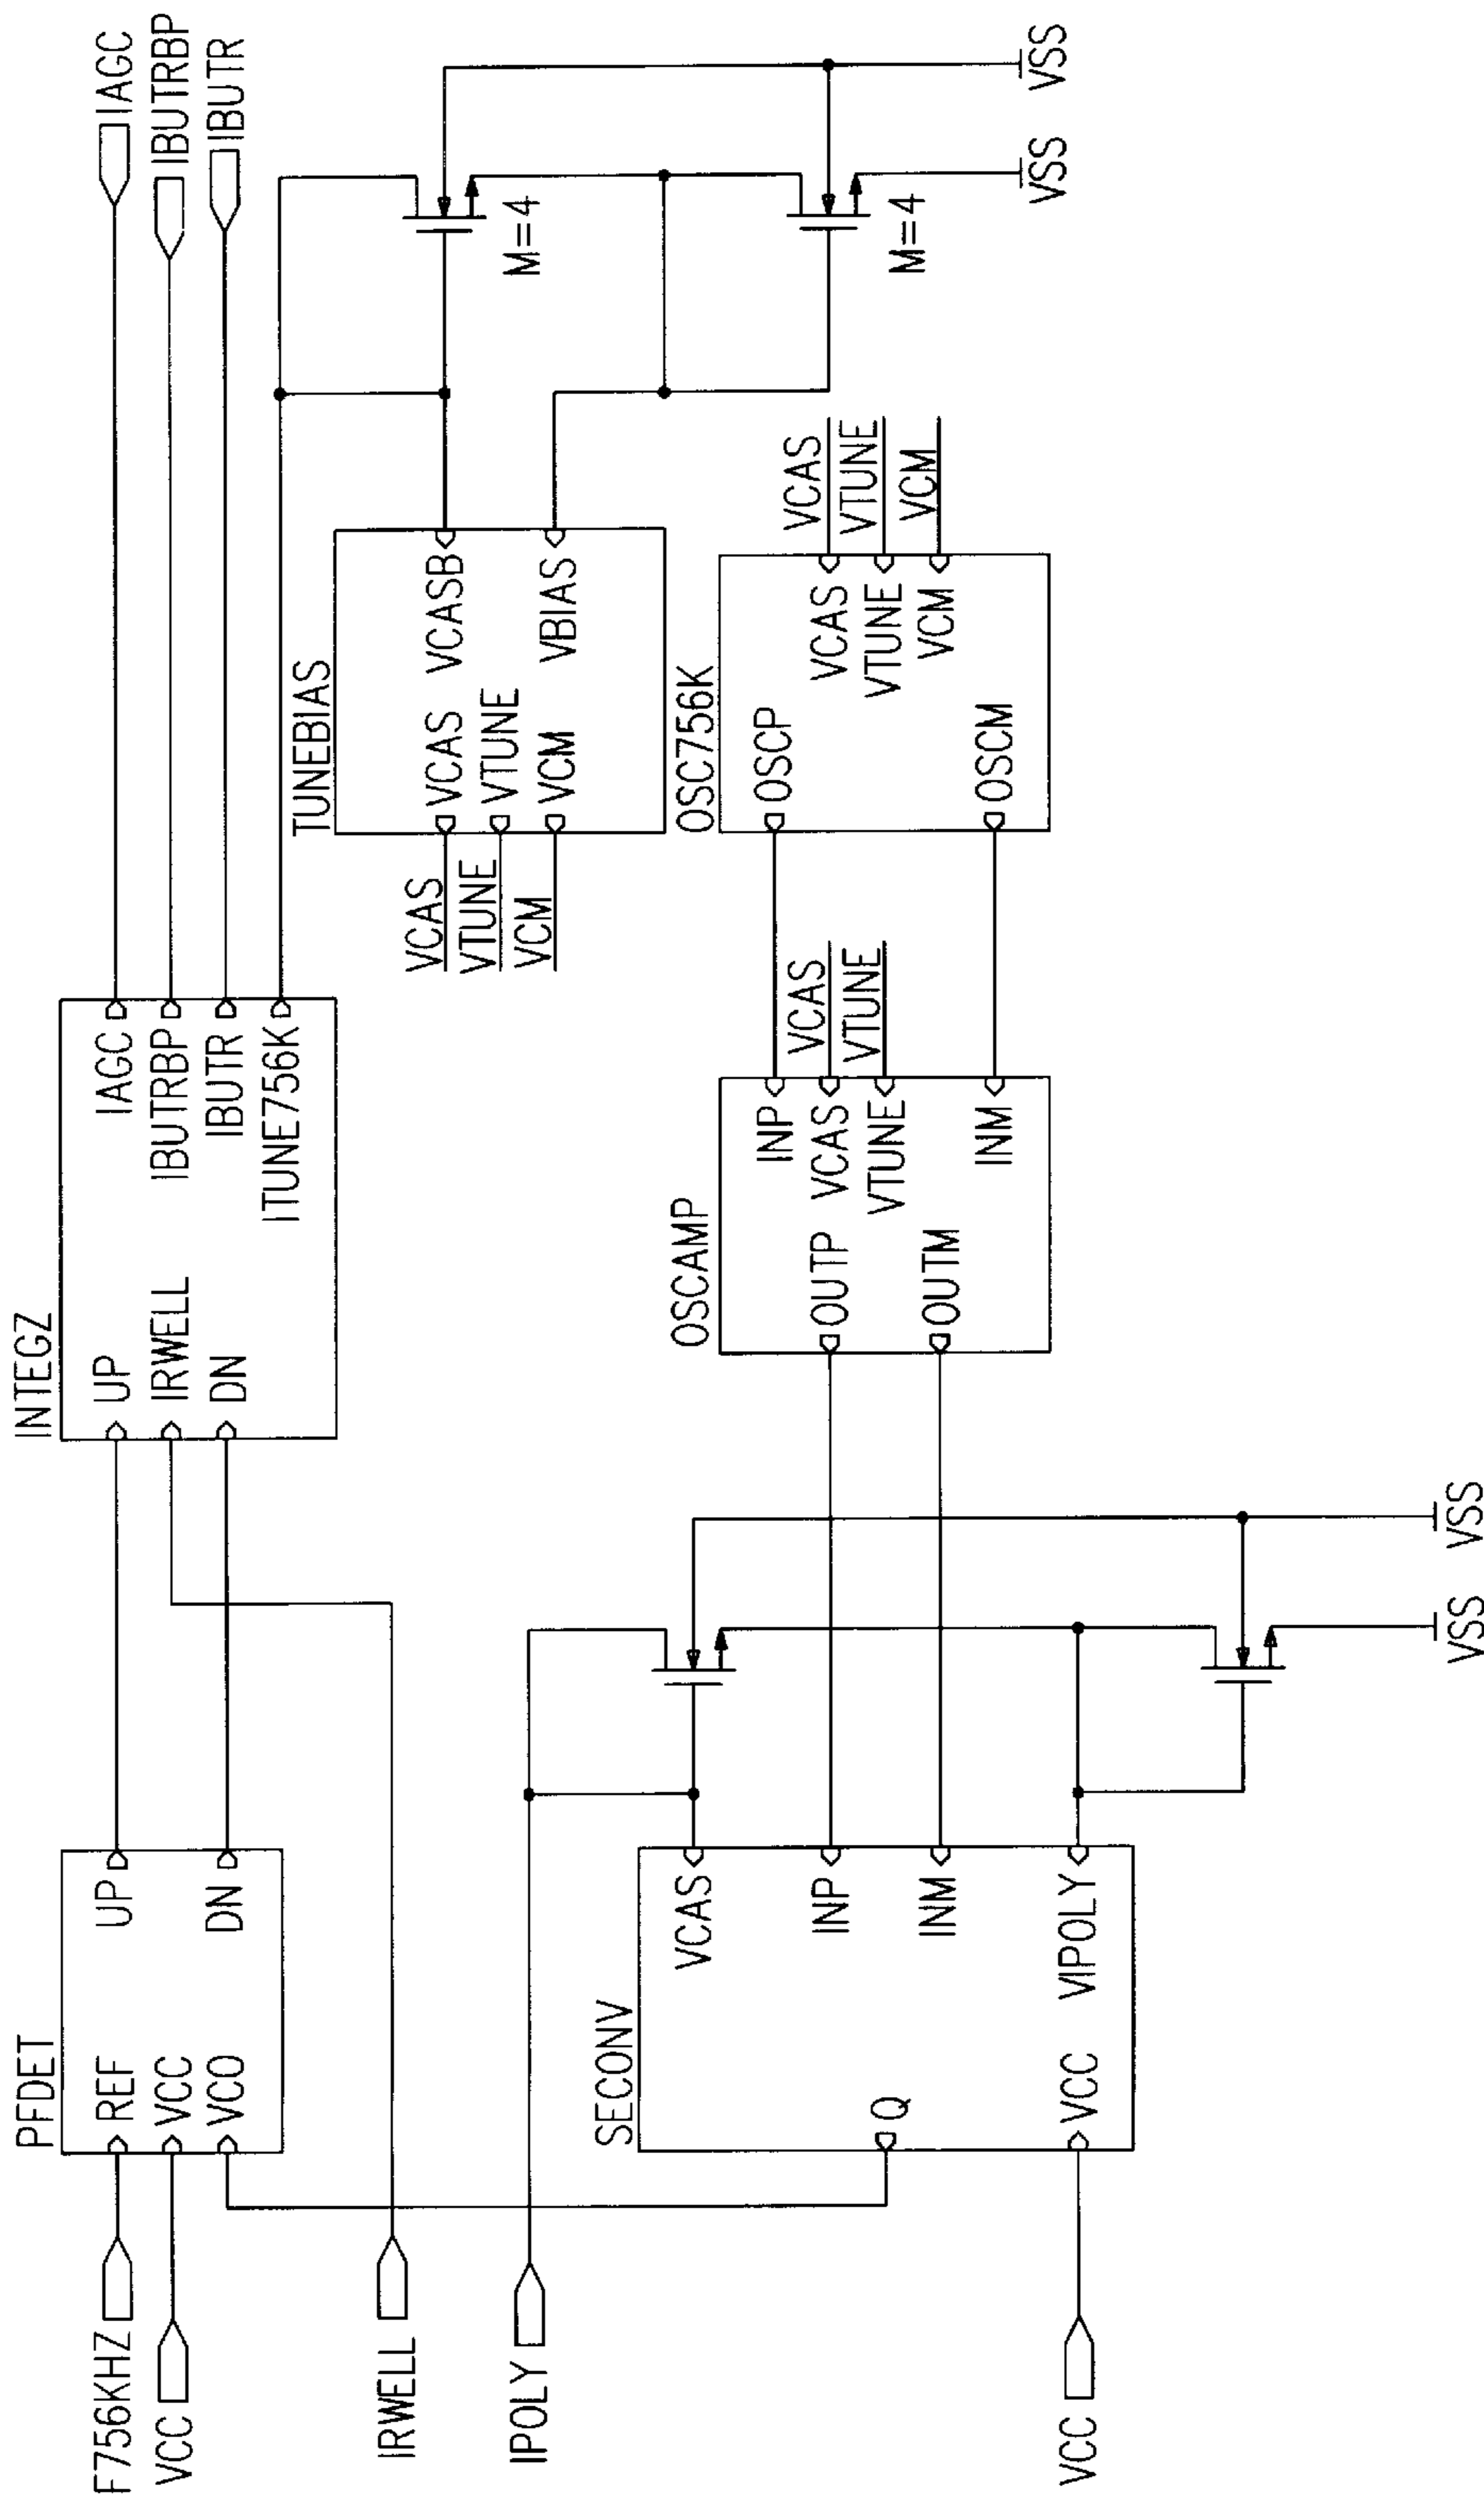 PFDET
F756KHZ
REF
UP
VCC
VCC
VCO
DN
INTEGZ
UP
IAGC
IAGC
IRWELL
IBUTRBP
IBUTRBP
DN
IBUTR
IBUTR
ITUNE756K
IRWELL
TUNEBIAS
VCAS
VCAS
VCASB
VTUNE
VTUNE
VCM
VCM
VBIAS
M=4
M=4
VSS
VSS
IPOLY
SECONV
VCAS
INP
Q
INM
VCC
VCC
VIPOLY
VSS
VSS
OSCAMP
INP
OUTP
VCAS
VCAS
VTUNE
VTUNE
OUTM
INM
OSC756K
OSCP
VCAS
VCAS
VTUNE
VTUNE
VCM
VCM
OSCM